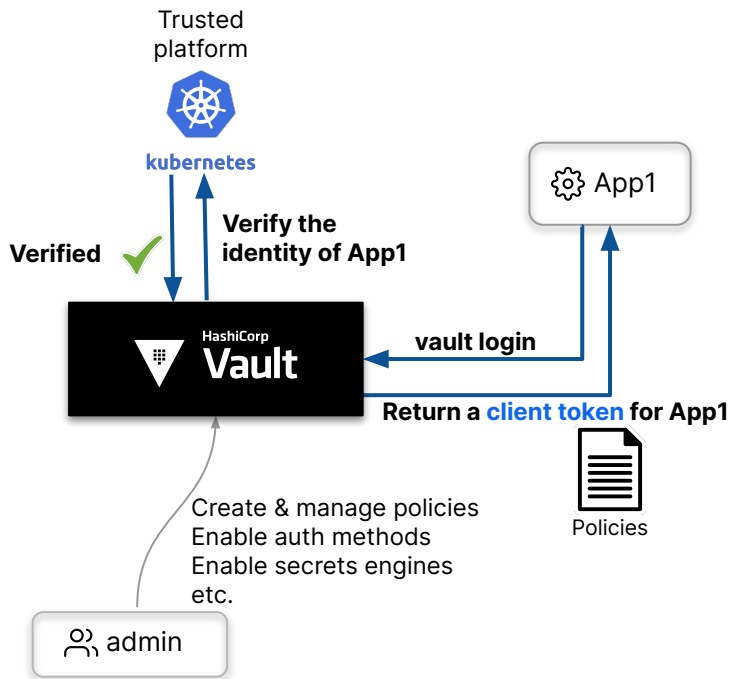 Trusted
platform
kubernetes
App1
Verify the
identity of App1
Verified
HashiCorp
Vault
vault login
Return a client token for App1
Policies
Create & manage policies
Enable auth methods
Enable secrets engines
etc.
admin